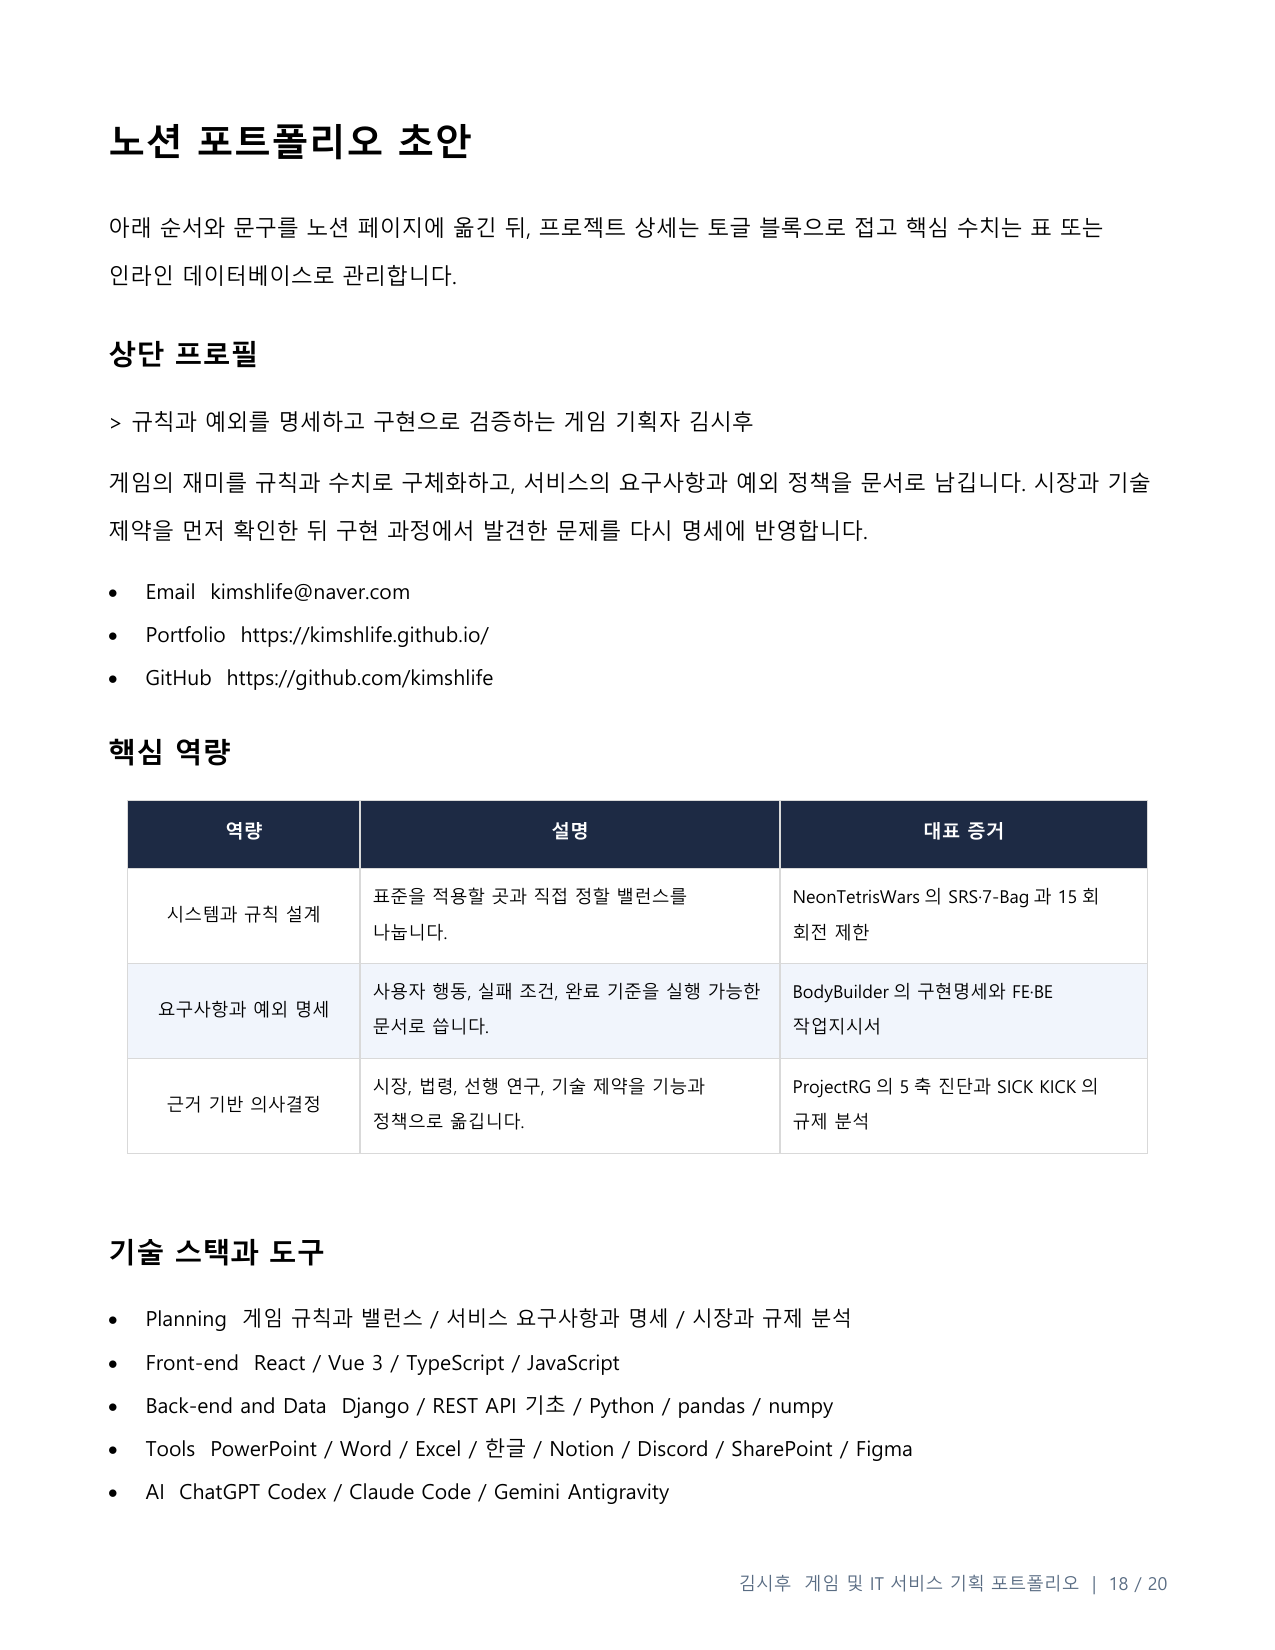 노션 포트폴리오 초안
아래 순서와 문구를 노션 페이지에 옮긴 뒤, 프로젝트 상세는 토글 블록으로 접고 핵심 수치는 표 또는
인라인 데이터베이스로 관리합니다.
상단 프로필
> 규칙과 예외를 명세하고 구현으로 검증하는 게임 기획자 김시후
게임의 재미를 규칙과 수치로 구체화하고, 서비스의 요구사항과 예외 정책을 문서로 남깁니다. 시장과 기술
제약을 먼저 확인한 뒤 구현 과정에서 발견한 문제를 다시 명세에 반영합니다.
• Email kimshlife@naver.com
• Portfolio https://kimshlife.github.io/
• GitHub https://github.com/kimshlife
핵심 역량
역량 설명 대표 증거
시스템과 규칙 설계
표준을 적용할 곳과 직접 정할 밸런스를
나눕니다.
NeonTetrisWars 의 SRS·7-Bag 과 15 회
회전 제한
요구사항과 예외 명세
사용자 행동, 실패 조건, 완료 기준을 실행 가능한
문서로 씁니다.
BodyBuilder 의 구현명세와 FE·BE
작업지시서
근거 기반 의사결정
시장, 법령, 선행 연구, 기술 제약을 기능과
정책으로 옮깁니다.
ProjectRG 의 5 축 진단과 SICK KICK 의
규제 분석
기술 스택과 도구
• Planning 게임 규칙과 밸런스 / 서비스 요구사항과 명세 / 시장과 규제 분석
• Front-end React / Vue 3 / TypeScript / JavaScript
• Back-end and Data Django / REST API 기초 / Python / pandas / numpy
• Tools PowerPoint / Word / Excel / 한글 / Notion / Discord / SharePoint / Figma
• AI ChatGPT Codex / Claude Code / Gemini Antigravity
김시후 게임 및 IT 서비스 기획 포트폴리오 | 18 / 20